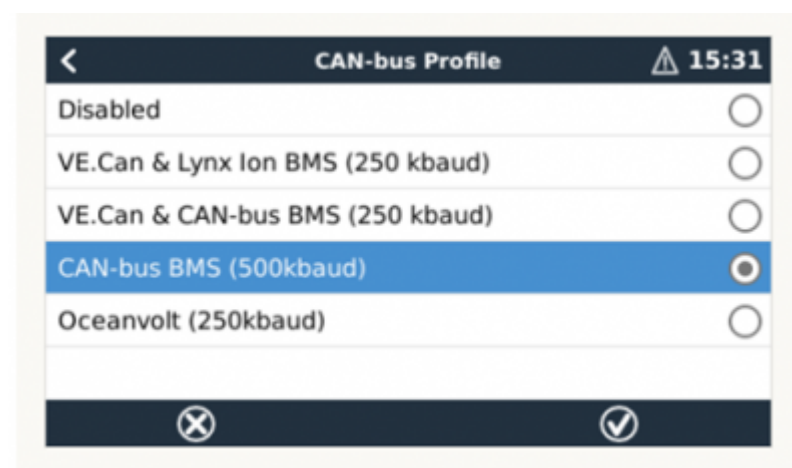 CAN-bus Profile 15:31
Disabled
VE.Can & Lynx Ion BMS (250 kbaud)
VE.Can & CAN-bus BMS (250 kbaud)
CAN-bus BMS (500kbaud)
Oceanvolt (250kbaud)